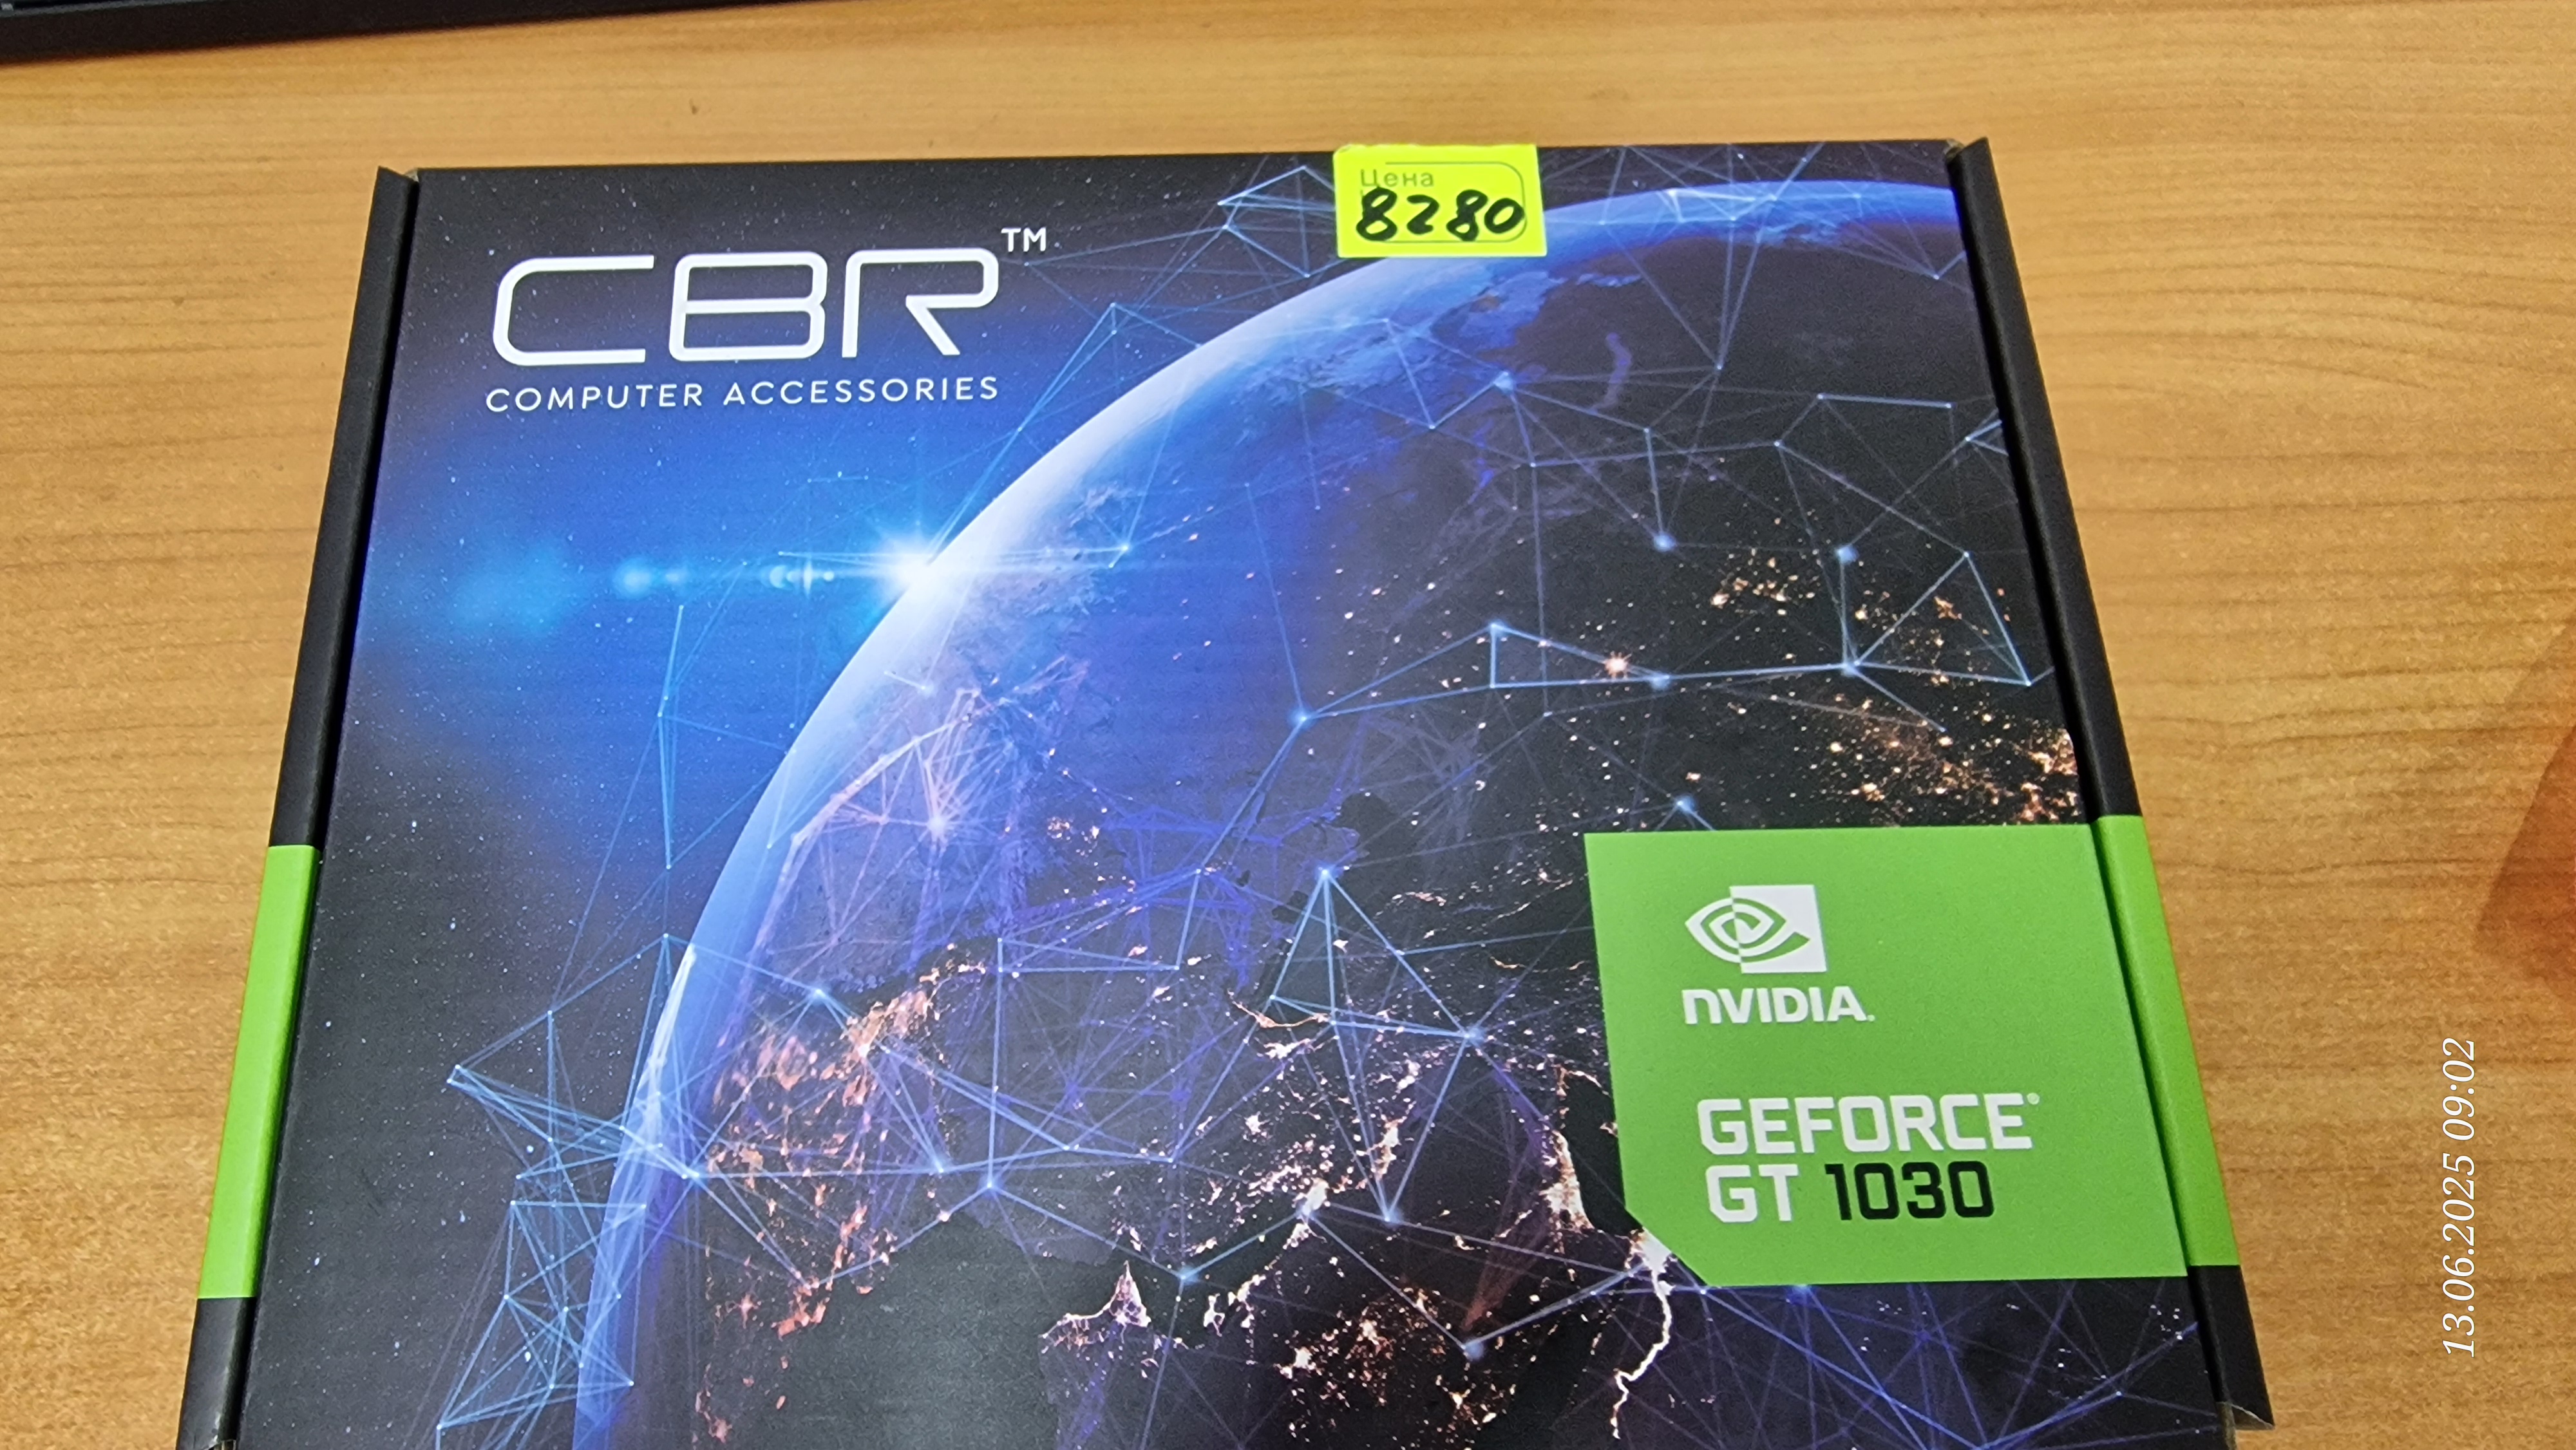 Цена
8280
CBR™
COMPUTER ACCESSORIES
NVIDIA.
GEFORCE®
GT 1030
13.06.2025 09:02